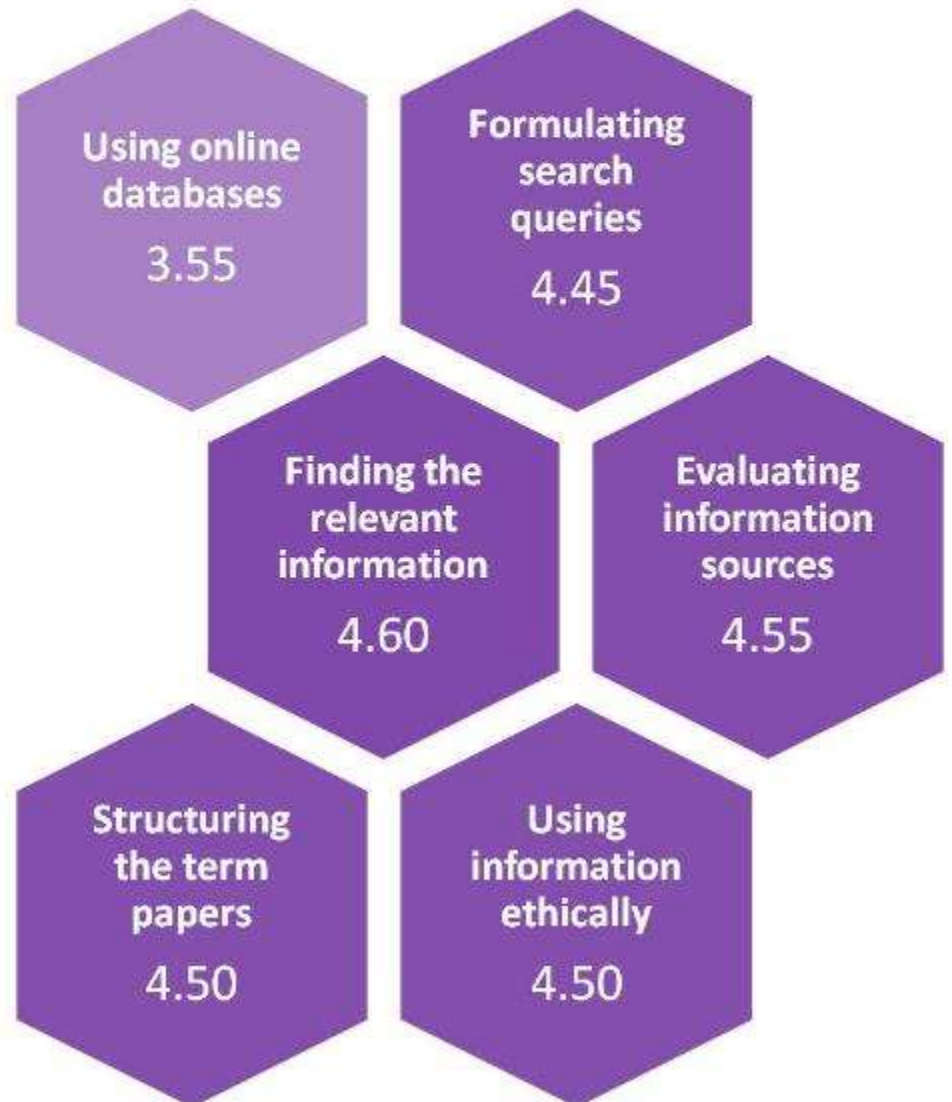 Using online
databases
3.55
Formulating
search
queries
4.45
Finding the
relevant
information
4.60
Evaluating
information
sources
4.55
Structuring
the term
papers
4.50
Using
information
ethically
4.50